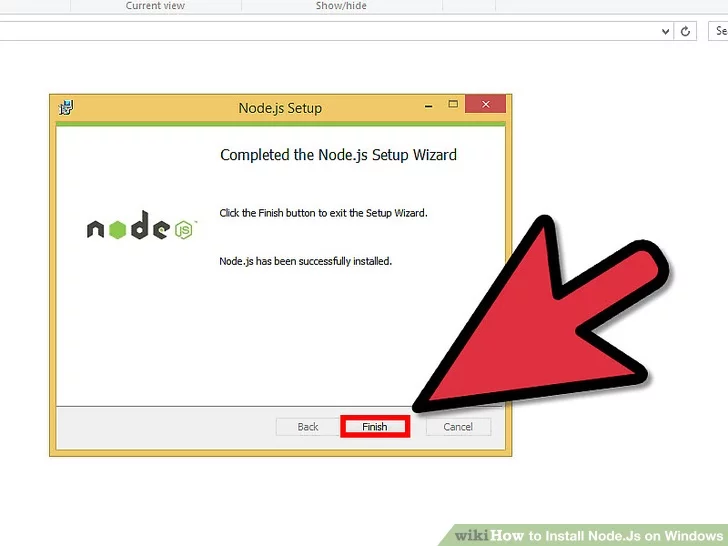 Current view
Show/hide
Se
Node.js Setup
Completed the Node.js Setup Wizard
node JS™
Click the Finish button to exit the Setup Wizard.
Node.js has been successfully installed.
Back
Finish
Cancel
wikiHow to Install Node.Js on Windows